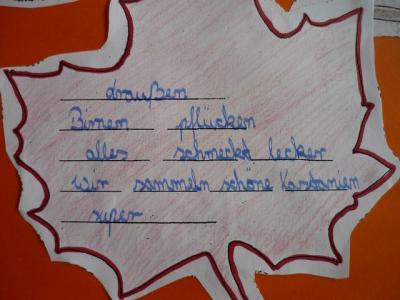 draußen
Birnen pflücken
alles schmeckt lecker
wir sammeln schöne Kastanien
super